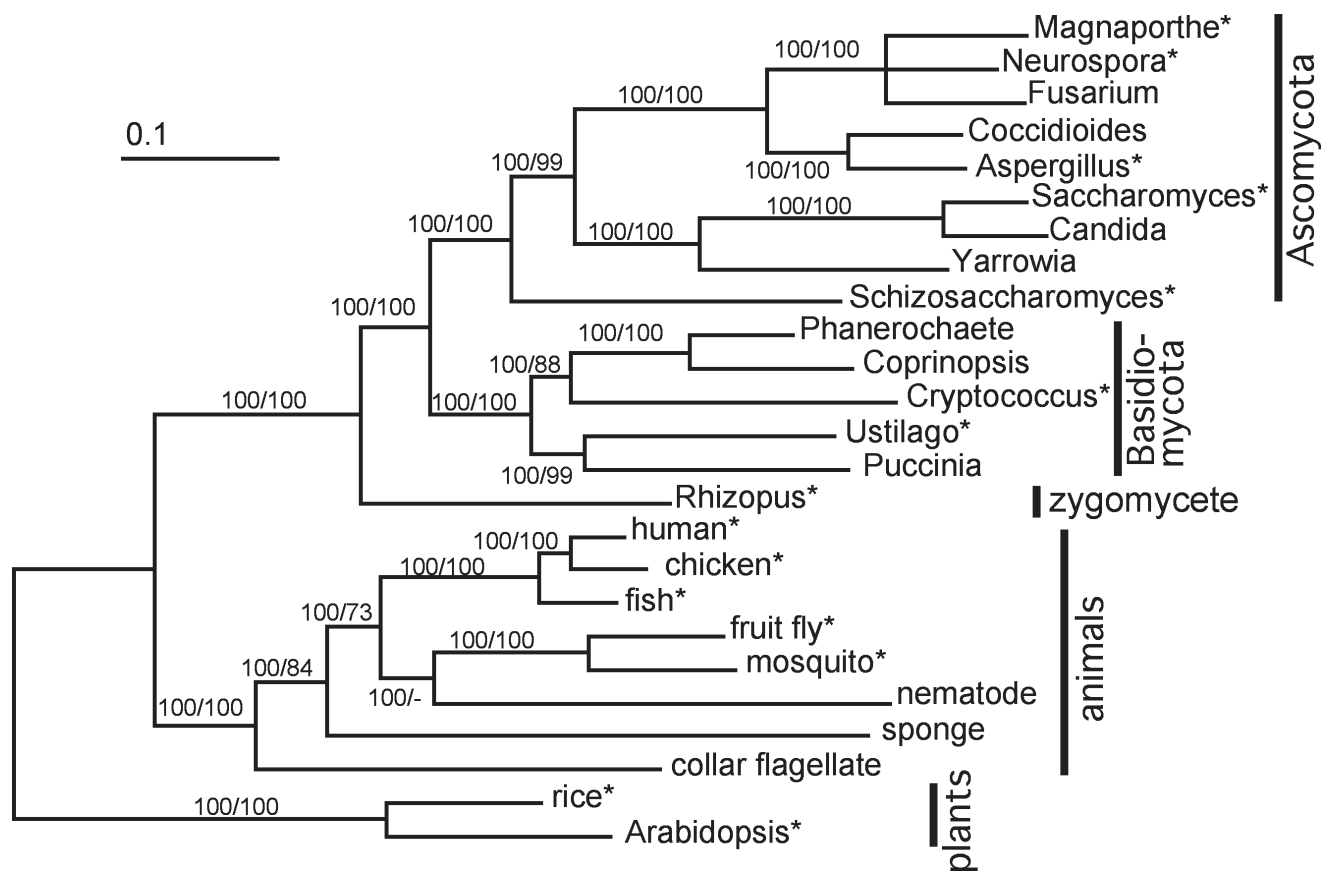 Magnaporthe*
100/100
Neurospora*
100/100
Fusarium
0.1
Coccidioides
100/99
100/100
Aspergillus*
Saccharomyces*
100/100
100/100
100/100
Candida
Yarrowia
Ascomycota
100/100
Schizosaccharomyces*
100/100
Phanerochaete
100/88
Coprinopsis
100/100
100/100
Cryptococcus*
Ustilago*
100/99
Puccinia
Basidio-
mycota
Rhizopus*
zygomycete
human*
100/100
100/100
chicken*
fish*
100/73
fruit fly*
100/100
mosquito*
100/84
100/-
nematode
100/100
sponge
collar flagellate
animals
rice*
100/100
Arabidopsis*
plants